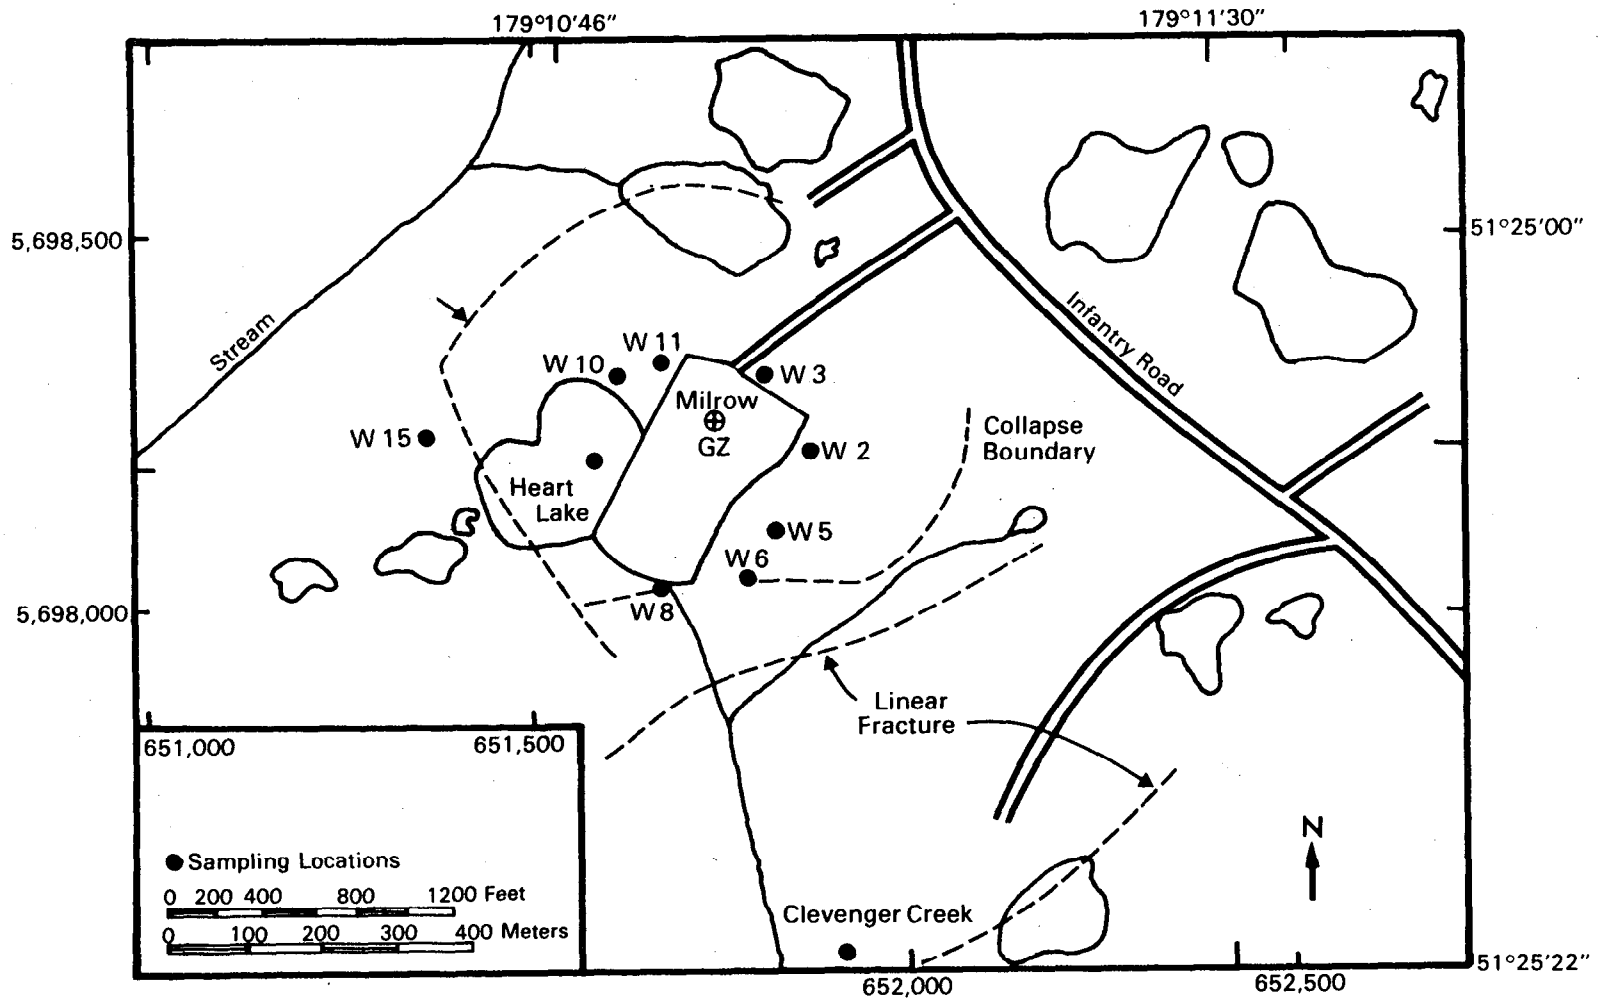 179°10'46"
179°11'30"
5,698,500
51°25'00"
Stream
Infantry Road
W 11
W 10
W 3
Milrow
GZ
W 15
W 2
Collapse
Boundary
Heart
Lake
W 5
W 6
W 8
5,698,000
Linear
Fracture
651,000
651,500
N
Sampling Locations
0 200 400 800 1200 Feet
0 100 200 300 400 Meters
Clevenger Creek
51°25'22"
652,000
652,500